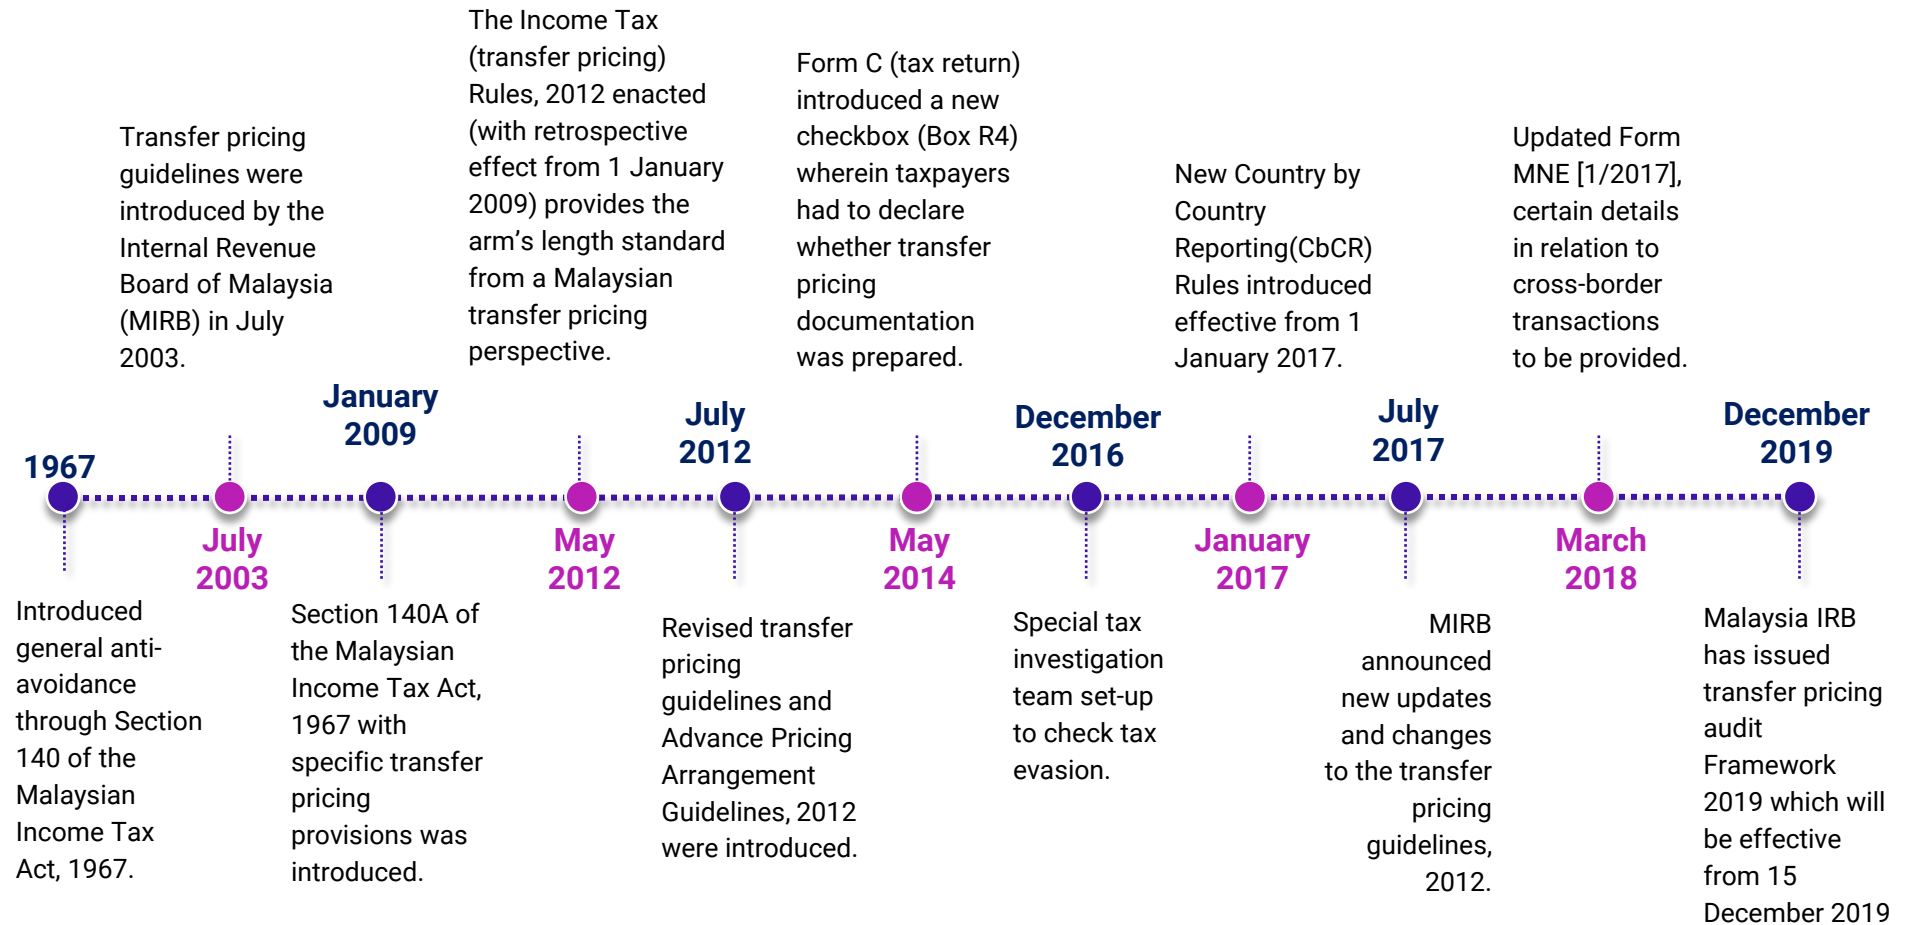 1967
Introduced
general anti-
avoidance
through Section
140 of the
Malaysian
Income Tax
Act, 1967.
Transfer pricing
guidelines were
introduced by the
Internal Revenue
Board of Malaysia
(MIRB) in July
2003.
July
2003
January
2009
Section 140A of
the Malaysian
Income Tax Act,
1967 with
specific transfer
pricing
provisions was
introduced.
The Income Tax
(transfer pricing)
Rules, 2012 enacted
(with retrospective
effect from 1 January
2009) provides the
arm’s length standard
from a Malaysian
transfer pricing
perspective.
May
2012
July
2012
Revised transfer
pricing
guidelines and
Advance Pricing
Arrangement
Guidelines, 2012
were introduced.
Form C (tax return)
introduced a new
checkbox (Box R4)
wherein taxpayers
had to declare
whether transfer
pricing
documentation
was prepared.
May
2014
December
2016
Special tax
investigation
team set-up
to check tax
evasion.
New Country by
Country
Reporting(CbCR)
Rules introduced
effective from 1
January 2017.
January
2017
July
2017
MIRB
announced
new updates
and changes
to the transfer
pricing
guidelines,
2012.
Updated Form
MNE [1/2017],
certain details
in relation to
cross-border
transactions
to be provided.
March
2018
December
2019
Malaysia IRB
has issued
transfer pricing
audit
Framework
2019 which will
be effective
from 15
December 2019